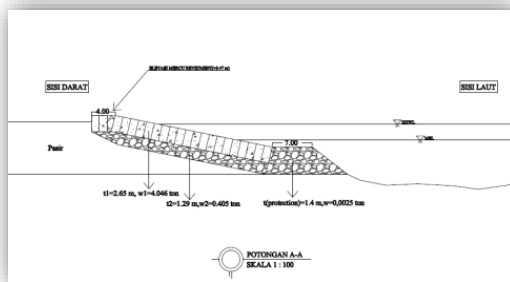 SISI DARAT
SISI LAUT
4.00
7.00
Pasir
t1=2.65 m, w1=4.046 ton
t2=1.29 m,w2=0.405 ton
t(protection)=1.4 m,w=0,0025 ton
POTONGAN A-A
SKALA 1 : 100